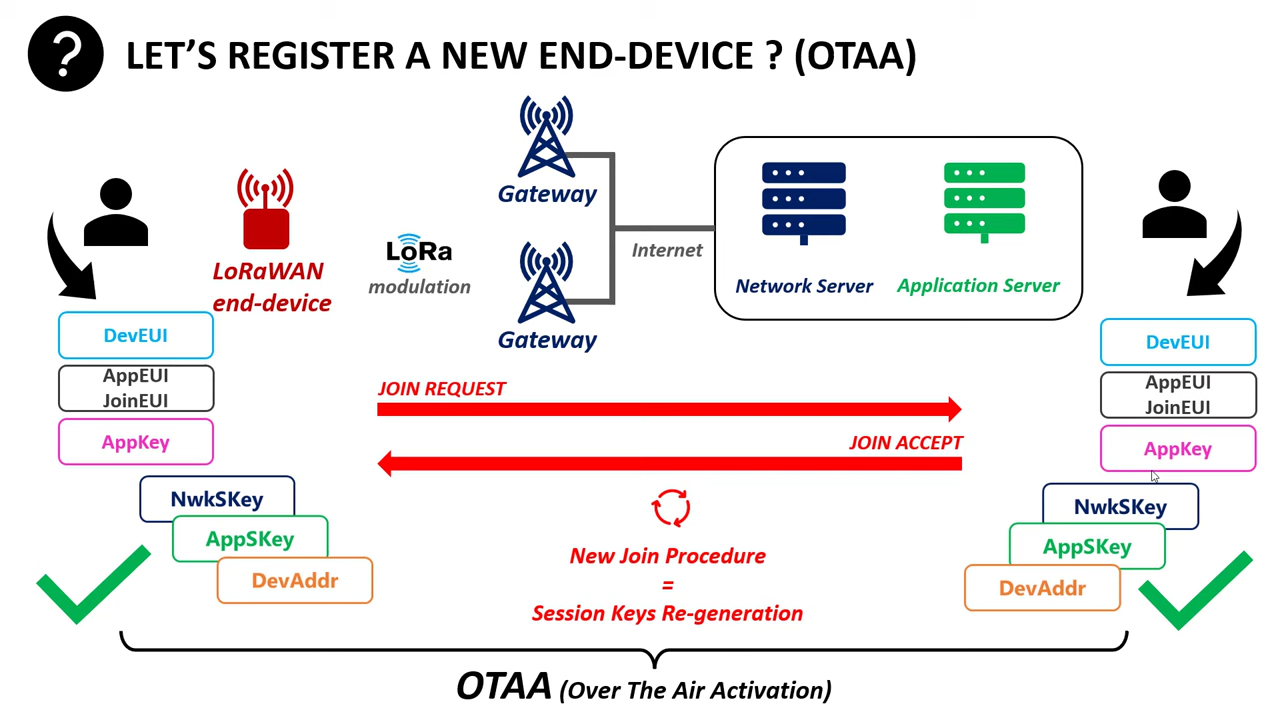 ?
LET'S REGISTER A NEW END-DEVICE ? (OTAA)
Gateway
LoRaWAN
end-device
LoRa
modulation
Gateway
Internet
Network Server
Application Server
DevEUI
AppEUI
JoinEUI
AppKey
NwkSKey
AppSKey
DevAddr
JOIN REQUEST
JOIN ACCEPT
New Join Procedure
=
Session Keys Re-generation
DevEUI
AppEUI
JoinEUI
AppKey
NwkSKey
AppSKey
DevAddr
OTAA (Over The Air Activation)